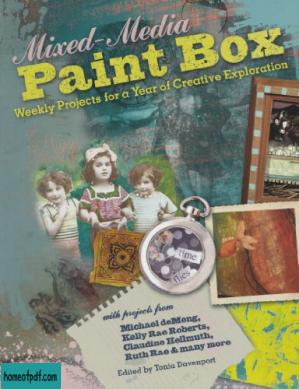 Mixed-Media
Paint Box
Weekly Projects for a Year of Creative Exploration
time
flies
with projects from
Michael deMeng,
Kelly Rae Roberts,
Claudine Hellmuth,
Ruth Rae & many more
Edited by Tonia Davenport
homeofpdf.com